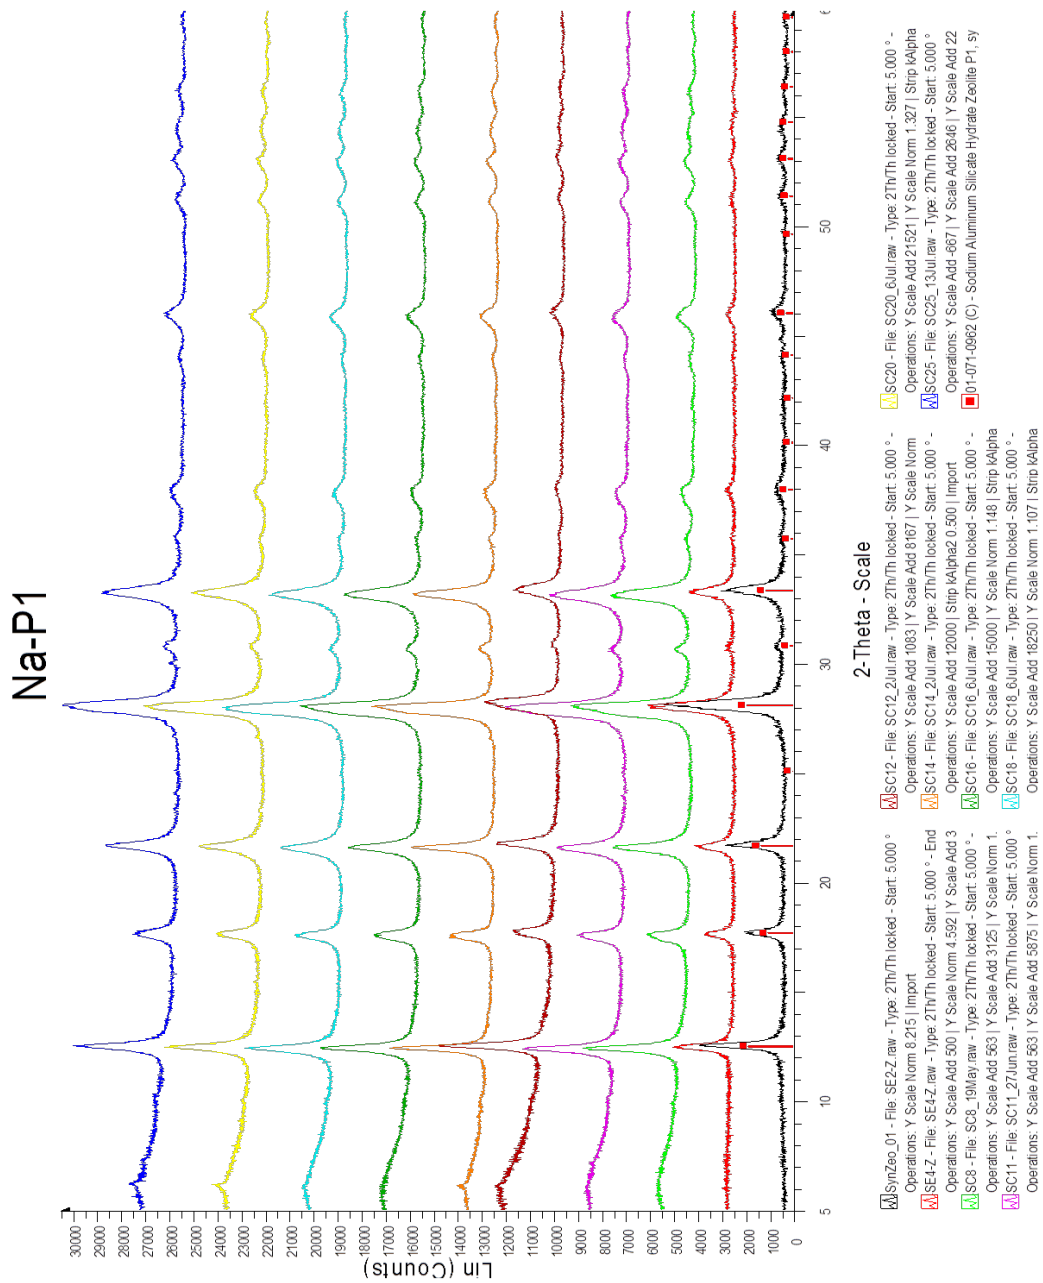 Na-P1
Lin (Counts)
30000
29000
28000
27000
26000
25000
24000
23000
22000
21000
20000
19000
18000
17000
16000
15000
14000
13000
12000
11000
10000
9000
8000
7000
6000
5000
4000
3000
2000
1000
0
5
10
20
30
40
50
2-Theta - Scale
SynZeo_01 - File: SE2-Z.raw - Type: 2Th/Th locked - Start: 5.000 °
Operations: Y Scale Norm 8.215 | Import
SE4-Z - File: SE4-Z.raw - Type: 2Th/Th locked - Start: 5.000 ° - End
Operations: Y Scale Add 500 | Y Scale Norm 4.592 | Y Scale Add 3
SC8 - File: SC8_19May.raw - Type: 2Th/Th locked - Start: 5.000 ° -
Operations: Y Scale Add 563 | Y Scale Add 3125 | Y Scale Norm 1.
SC11 - File: SC11_27Jun.raw - Type: 2Th/Th locked - Start: 5.000 °
Operations: Y Scale Add 563 | Y Scale Add 5875 | Y Scale Norm 1.
SC12 - File: SC12_2Jul.raw - Type: 2Th/Th locked - Start: 5.000 ° -
Operations: Y Scale Add 1083 | Y Scale Add 8167 | Y Scale Norm
SC14 - File: SC14_2Jul.raw - Type: 2Th/Th locked - Start: 5.000 ° -
Operations: Y Scale Add 12000 | Strip kAlpha2 0.500 | Import
SC16 - File: SC16_6Jul.raw - Type: 2Th/Th locked - Start: 5.000 ° -
Operations: Y Scale Add 15000 | Y Scale Norm 1.148 | Strip kAlpha
SC18 - File: SC18_6Jul.raw - Type: 2Th/Th locked - Start: 5.000 ° -
Operations: Y Scale Add 18250 | Y Scale Norm 1.107 | Strip kAlpha
SC20 - File: SC20_6Jul.raw - Type: 2Th/Th locked - Start: 5.000 ° -
Operations: Y Scale Add 21521 | Y Scale Norm 1.327 | Strip kAlpha
SC25 - File: SC25_13Jul.raw - Type: 2Th/Th locked - Start: 5.000 °
Operations: Y Scale Add -667 | Y Scale Add 2646 | Y Scale Add 22
01-071-0962 (C) - Sodium Aluminum Silicate Hydrate Zeolite P1, sy